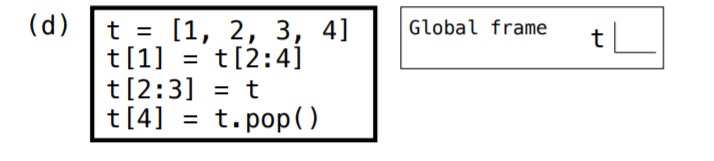 (d)
t = [1, 2, 3, 4]
t[1] = t[2:4]
t[2:3] = t
t[4] = t.pop()
Global frame
t